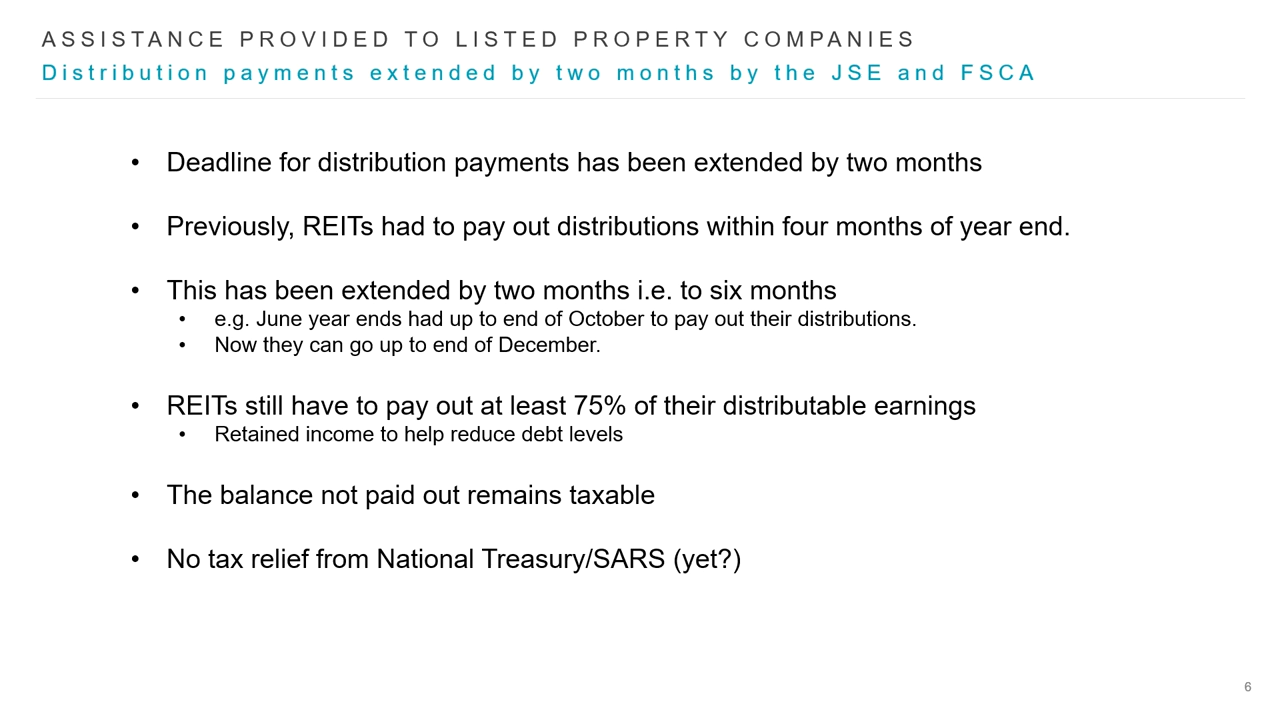 ASSISTANCE PROVIDED TO LISTED PROPERTY COMPANIES
Distribution payments extended by two months by the JSE and FSCA
• Deadline for distribution payments has been extended by two months
• Previously, REITs had to pay out distributions within four months of year end.
• This has been extended by two months i.e. to six months
• e.g. June year ends had up to end of October to pay out their distributions.
• Now they can go up to end of December.
• REITs still have to pay out at least 75% of their distributable earnings
• Retained income to help reduce debt levels
• The balance not paid out remains taxable
• No tax relief from National Treasury/SARS (yet?)
6